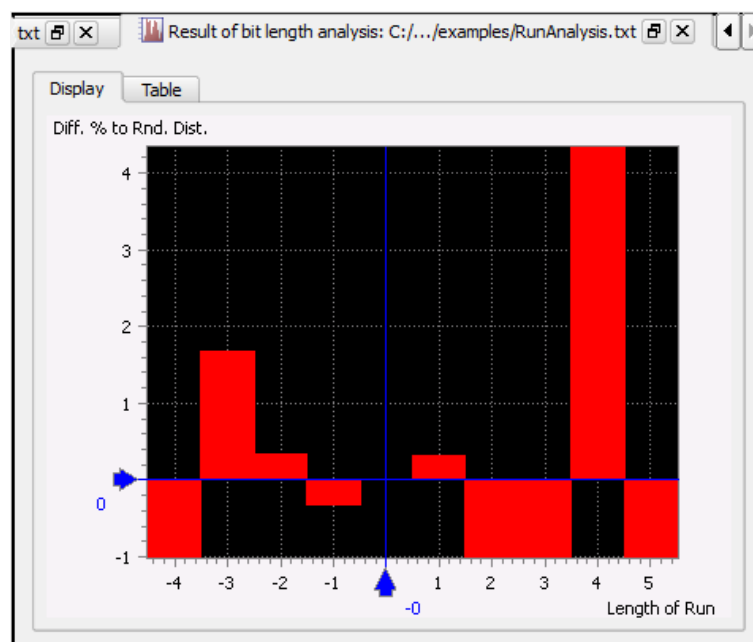 txt
Result of bit length analysis: C:/.../examples/RunAnalysis.txt
Display Table
Diff. % to Rnd. Dist.
4
3
2
1
0
-1
-4 -3 -2 -1 1 2 3 4 5
-0 Length of Run